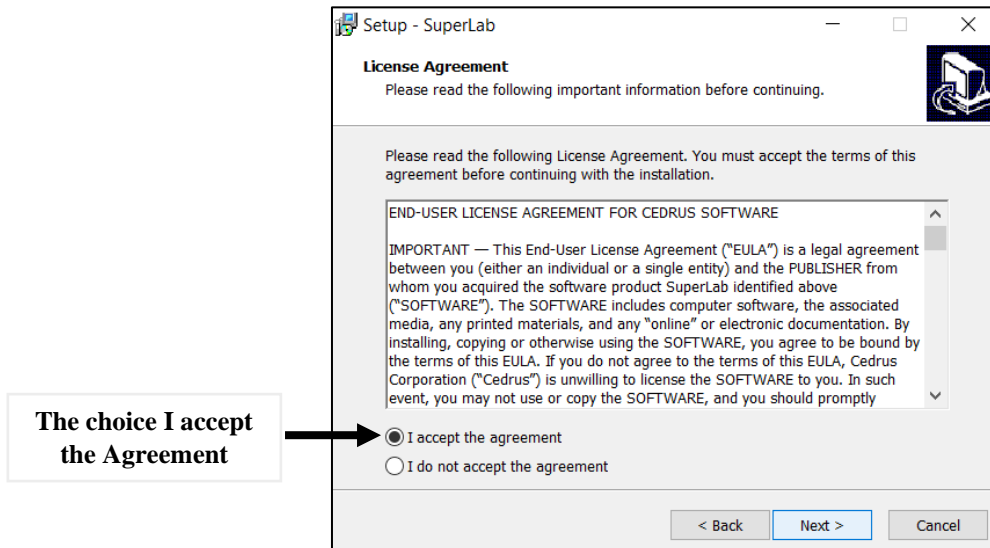 Setup - SuperLab
License Agreement
Please read the following important information before continuing.
Please read the following License Agreement. You must accept the terms of this
agreement before continuing with the installation.
END-USER LICENSE AGREEMENT FOR CEDRUS SOFTWARE
IMPORTANT — This End-User License Agreement (“EULA”) is a legal agreement
between you (either an individual or a single entity) and the PUBLISHER from
whom you acquired the software product SuperLab identified above
(“SOFTWARE”). The SOFTWARE includes computer software, the associated
media, any printed materials, and any “online” or electronic documentation. By
installing, copying or otherwise using the SOFTWARE, you agree to be bound by
the terms of this EULA. If you do not agree to the terms of this EULA, Cedrus
Corporation (“Cedrus”) is unwilling to license the SOFTWARE to you. In such
event, you may not use or copy the SOFTWARE, and you should promptly
The choice I accept
the Agreement
I accept the agreement
I do not accept the agreement
< Back
Next >
Cancel